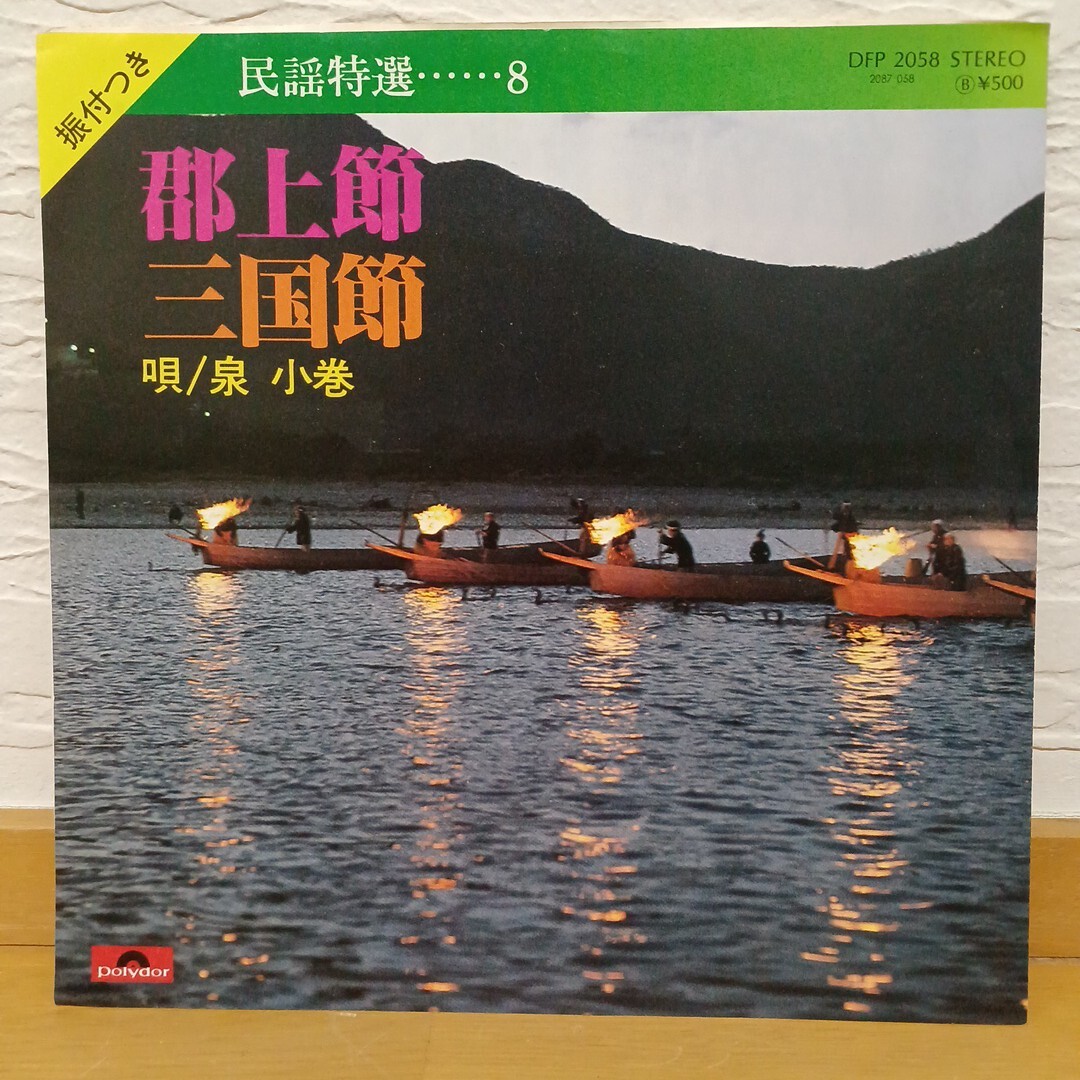 振付つき
民謡特選……8
DFP 2058 STEREO
2087 058
Ⓑ¥500
郡上節
三国節
唄/泉 小巻
polydor